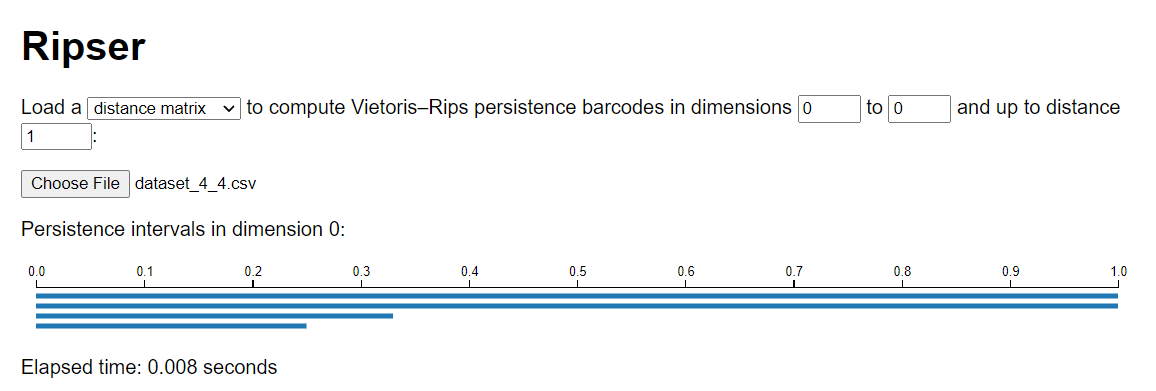 Ripser
Load a distance matrix to compute Vietoris–Rips persistence barcodes in dimensions 0 to 0 and up to distance
1 :
Choose File dataset_4_4.csv
Persistence intervals in dimension 0:
0.0 0.1 0.2 0.3 0.4 0.5 0.6 0.7 0.8 0.9 1.0
Elapsed time: 0.008 seconds